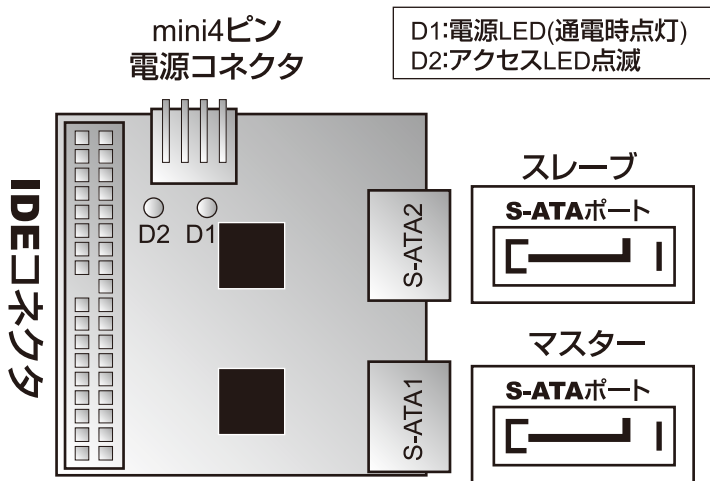 mini4ピン
電源コネクタ
D1:電源LED(通電時点灯)
D2:アクセスLED点滅
IDEコネクタ
D2 D1
S-ATA2
スレーブ
S-ATAポート
S-ATA1
マスター
S-ATAポート